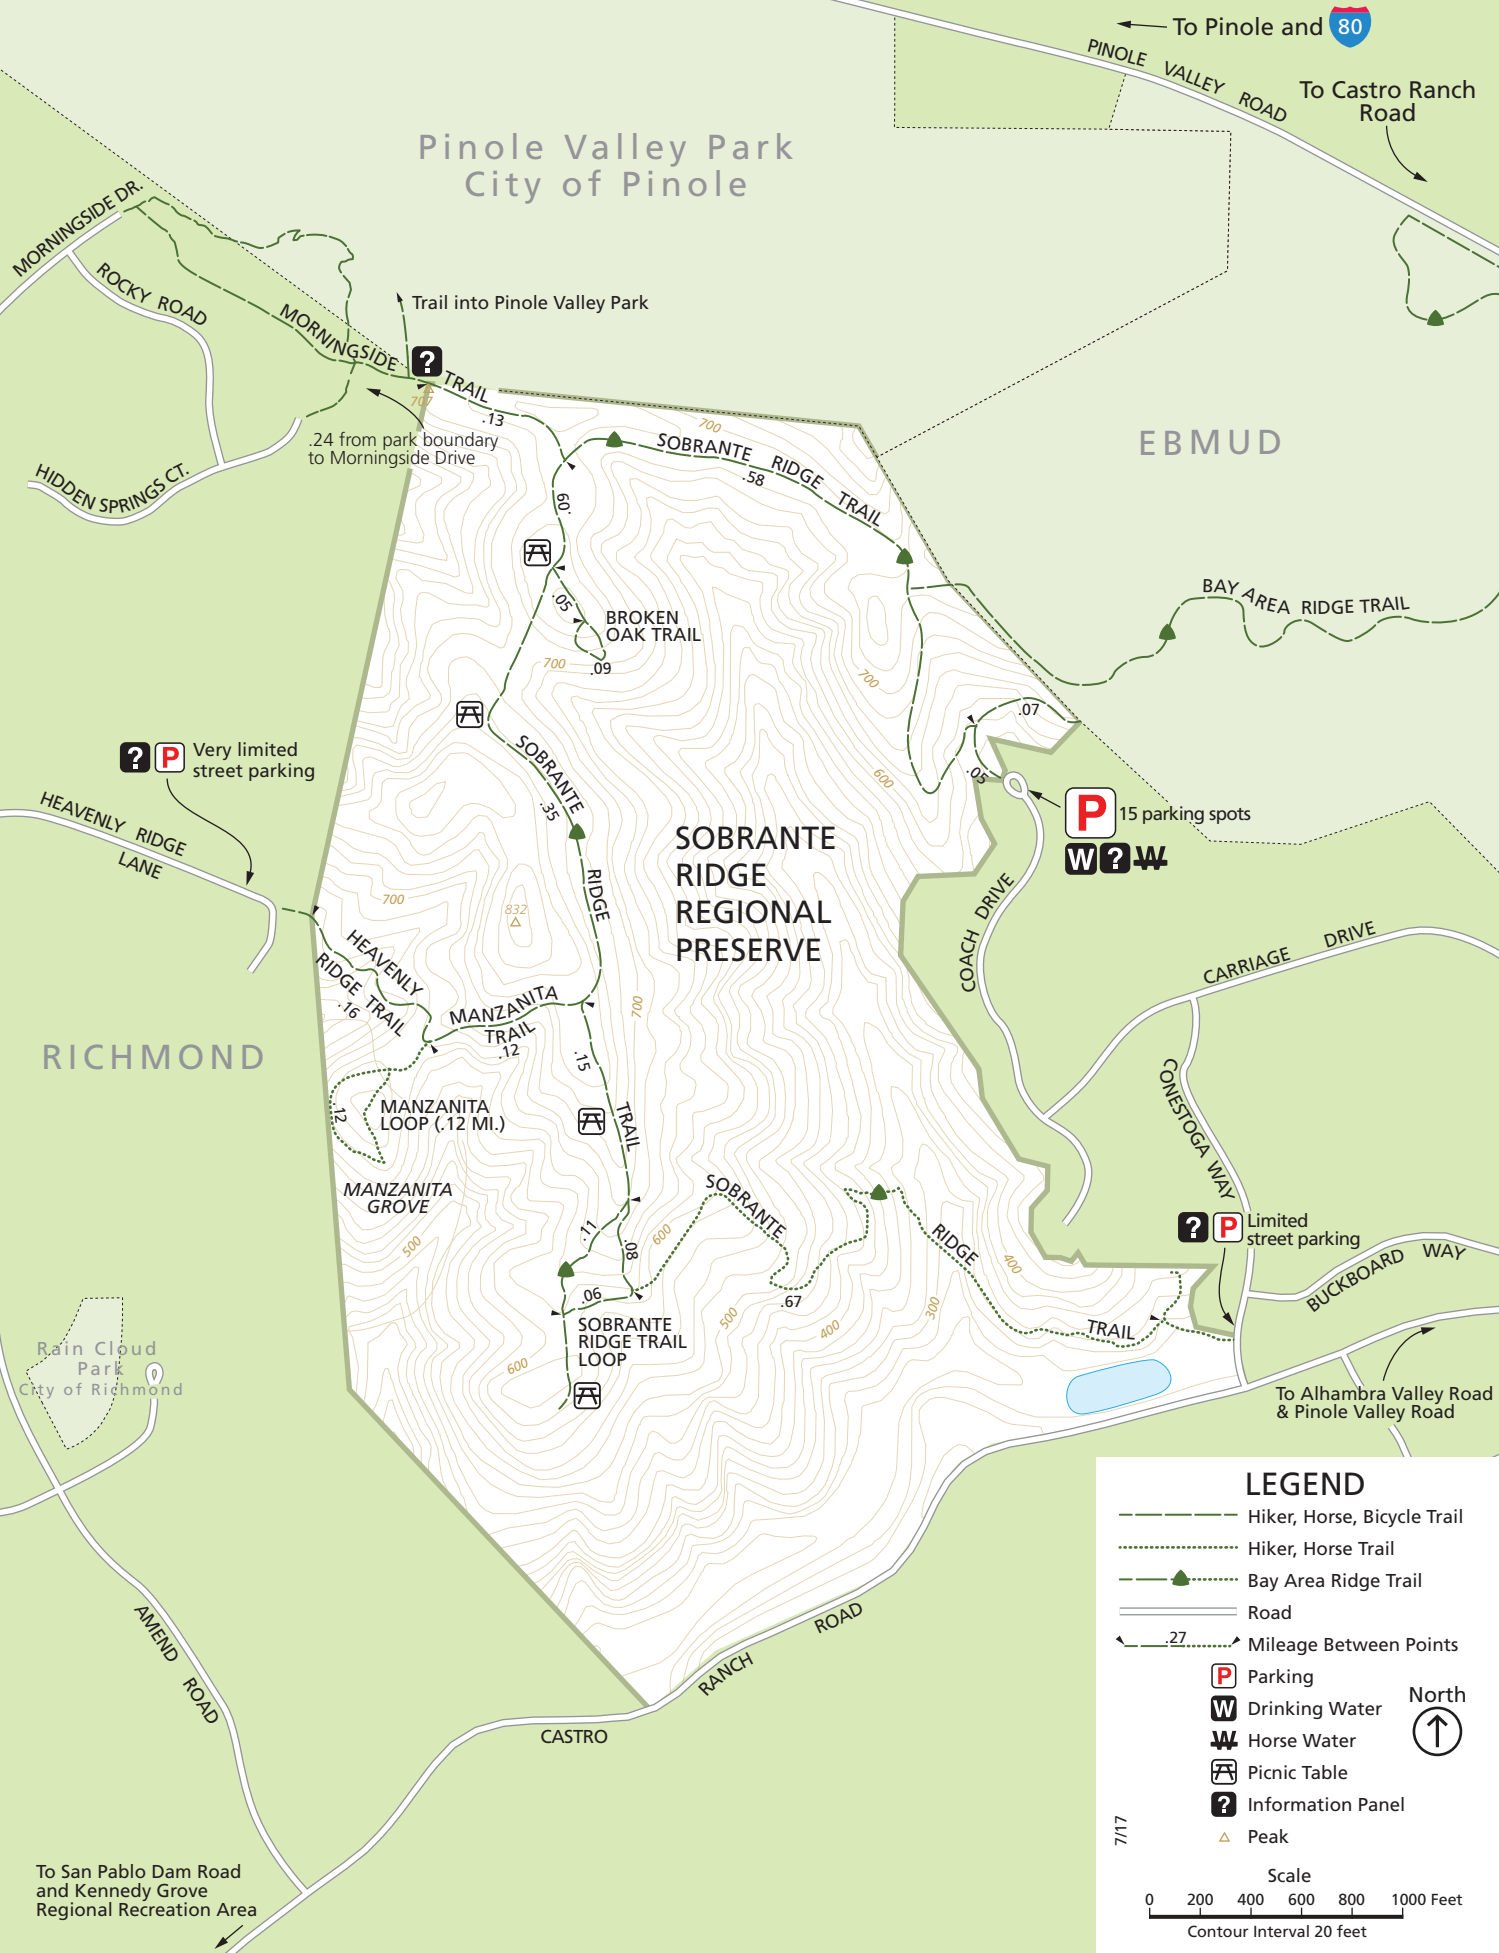 To Pinole and 80
PINOLE VALLEY ROAD
To Castro Ranch
Road
Pinole Valley Park
City of Pinole
MORNINGSIDE DR.
ROCKY ROAD
Trail into Pinole Valley Park
MORNINGSIDE TRAIL
?
707
.13
.24 from park boundary
to Morningside Drive
HIDDEN SPRINGS CT.
700
SOBRANTE RIDGE TRAIL
.58
EBMUD
.09
.05
BROKEN
OAK TRAIL
.09
700
BAY AREA RIDGE TRAIL
700
.07
600
.05
? P Very limited
street parking
HEAVENLY RIDGE
LANE
SOBRANTE
.35
RIDGE
P 15 parking spots
W ? W
SOBRANTE
RIDGE
REGIONAL
PRESERVE
COACH DRIVE
CARRIAGE DRIVE
700
832
HEAVENLY
RIDGE TRAIL
.16
MANZANITA
TRAIL
.12
700
RICHMOND
.15
TRAIL
CONESTOGA WAY
.12
MANZANITA
LOOP (.12 MI.)
MANZANITA
GROVE
500
.11
.08
600
SOBRANTE
RIDGE
TRAIL
.67
400
500
400
300
? P Limited
street parking
BUCKBOARD WAY
.06
SOBRANTE
RIDGE TRAIL
LOOP
600
Rain Cloud
Park
City of Richmond
To Alhambra Valley Road
& Pinole Valley Road
AMEND ROAD
CASTRO RANCH ROAD
To San Pablo Dam Road
and Kennedy Grove
Regional Recreation Area
LEGEND
Hiker, Horse, Bicycle Trail
Hiker, Horse Trail
Bay Area Ridge Trail
Road
.27 Mileage Between Points
P Parking
W Drinking Water
W Horse Water
Picnic Table
? Information Panel
Peak
North
7/17
Scale
0 200 400 600 800 1000 Feet
Contour Interval 20 feet